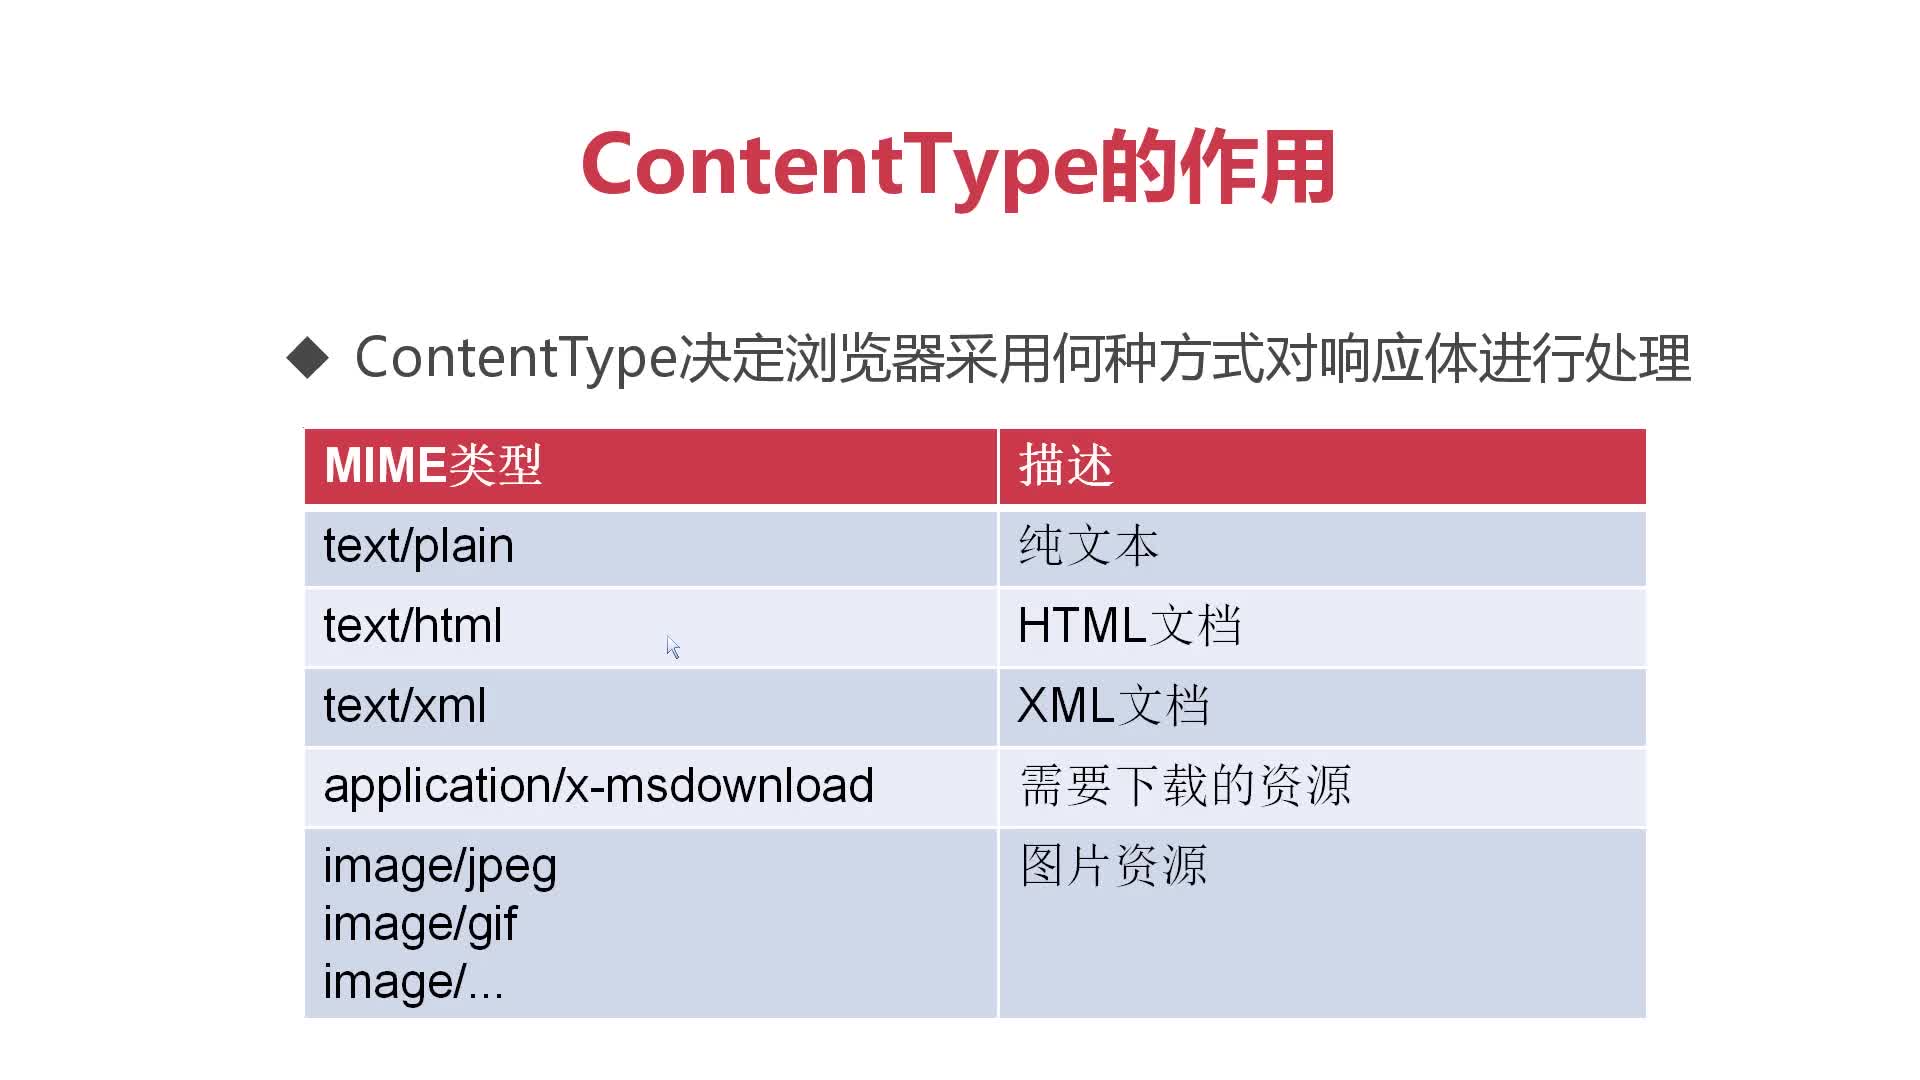 ContentType的作用
◆ ContentType决定浏览器采用何种方式对响应体进行处理
MIME类型 描述
text/plain 纯文本
text/html HTML文档
text/xml XML文档
application/x-msdownload 需要下载的资源
image/jpeg 图片资源
image/gif
image/...